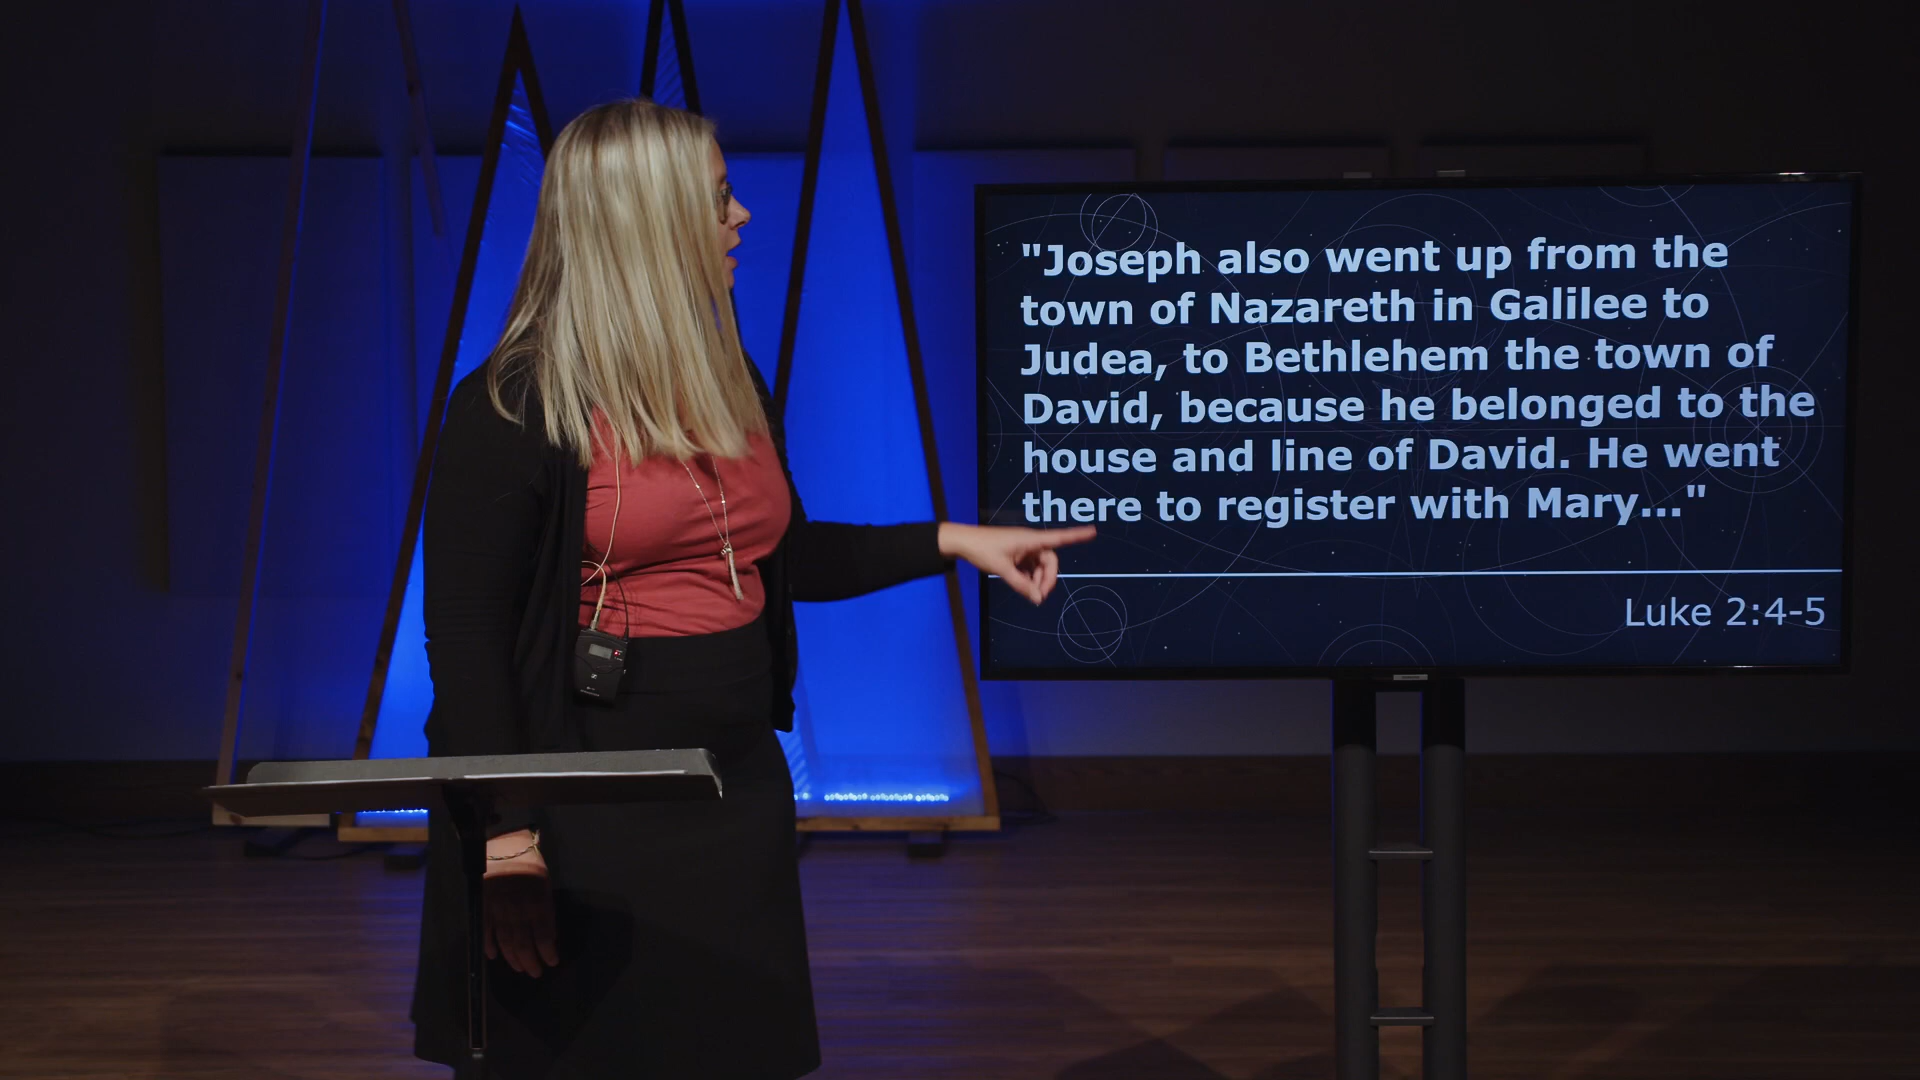 "Joseph also went up from the
town of Nazareth in Galilee to
Judea, to Bethlehem the town of
David, because he belonged to the
house and line of David. He went
there to register with Mary..."
Luke 2:4-5